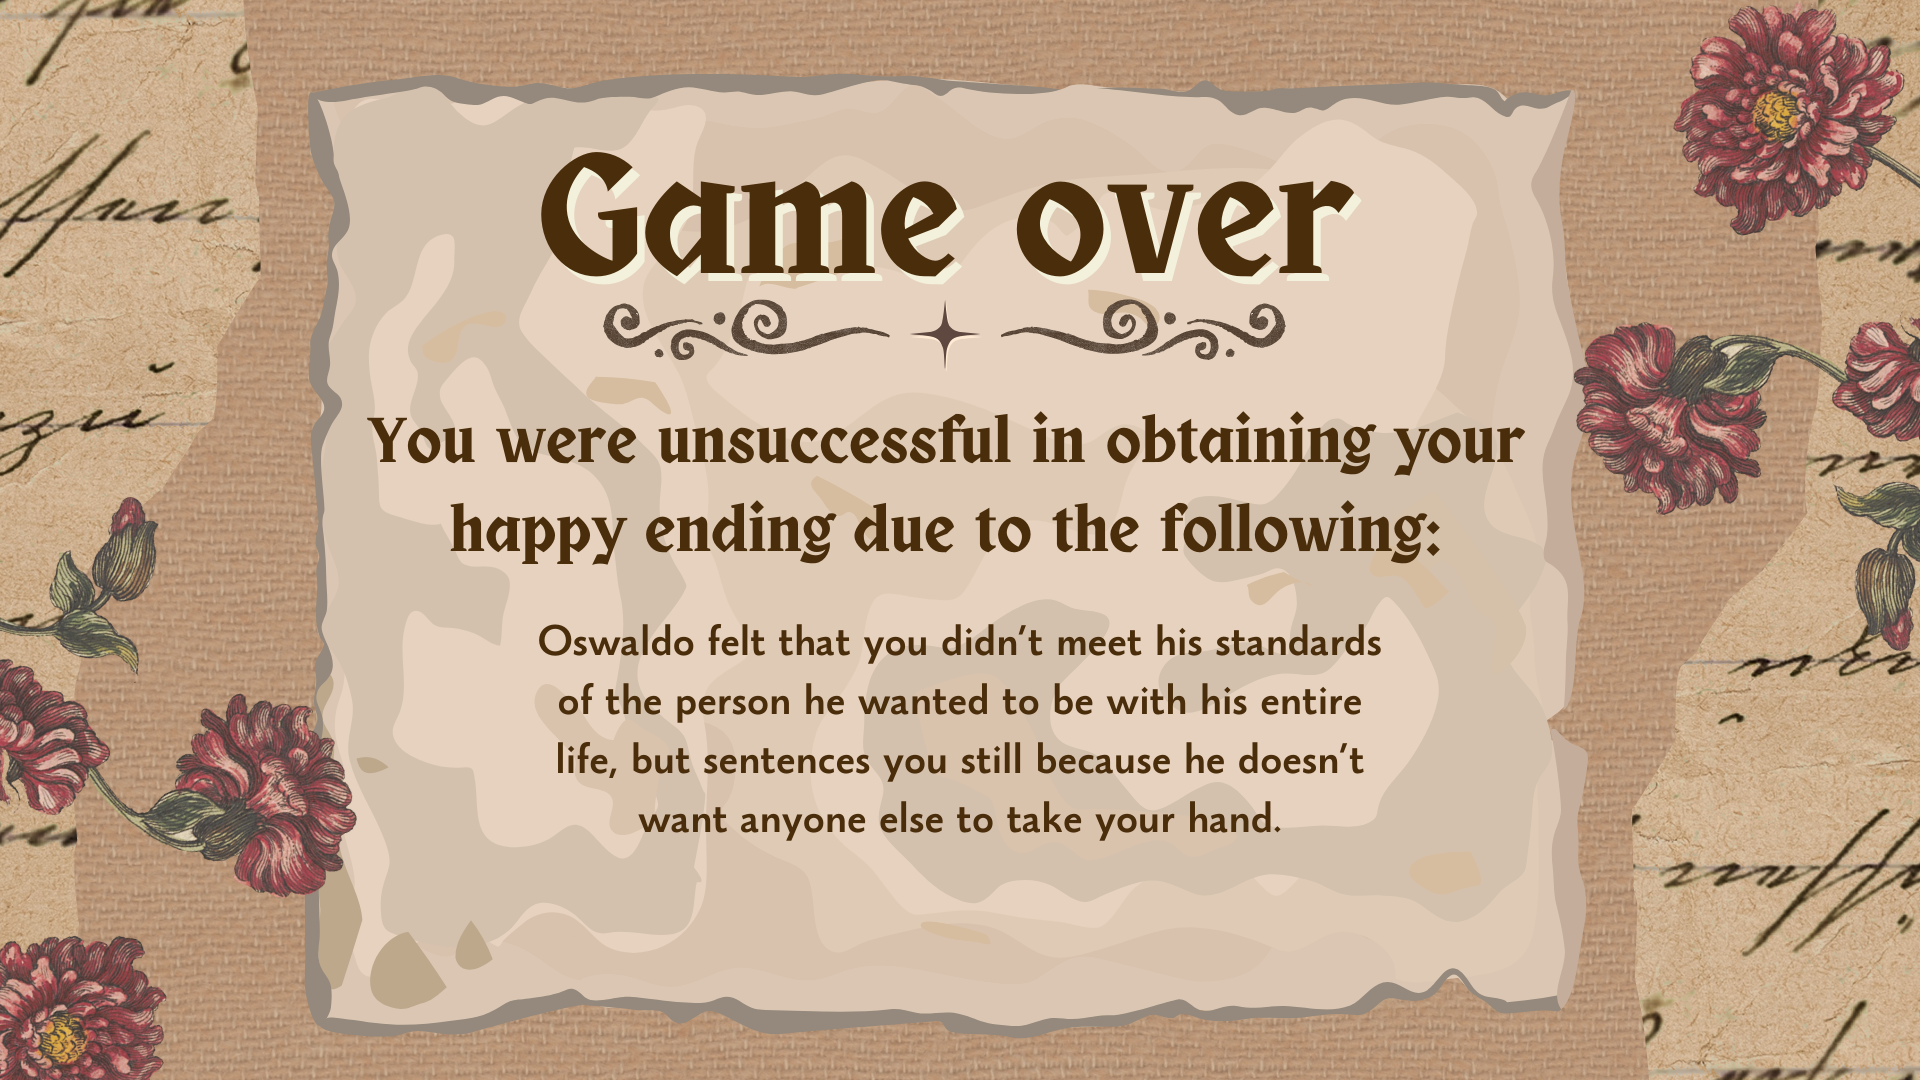 Game over
You were unsuccessful in obtaining your
happy ending due to the following:
Oswaldo felt that you didn't meet his standards
of the person he wanted to be with his entire
life, but sentences you still because he doesn't
want anyone else to take your hand.